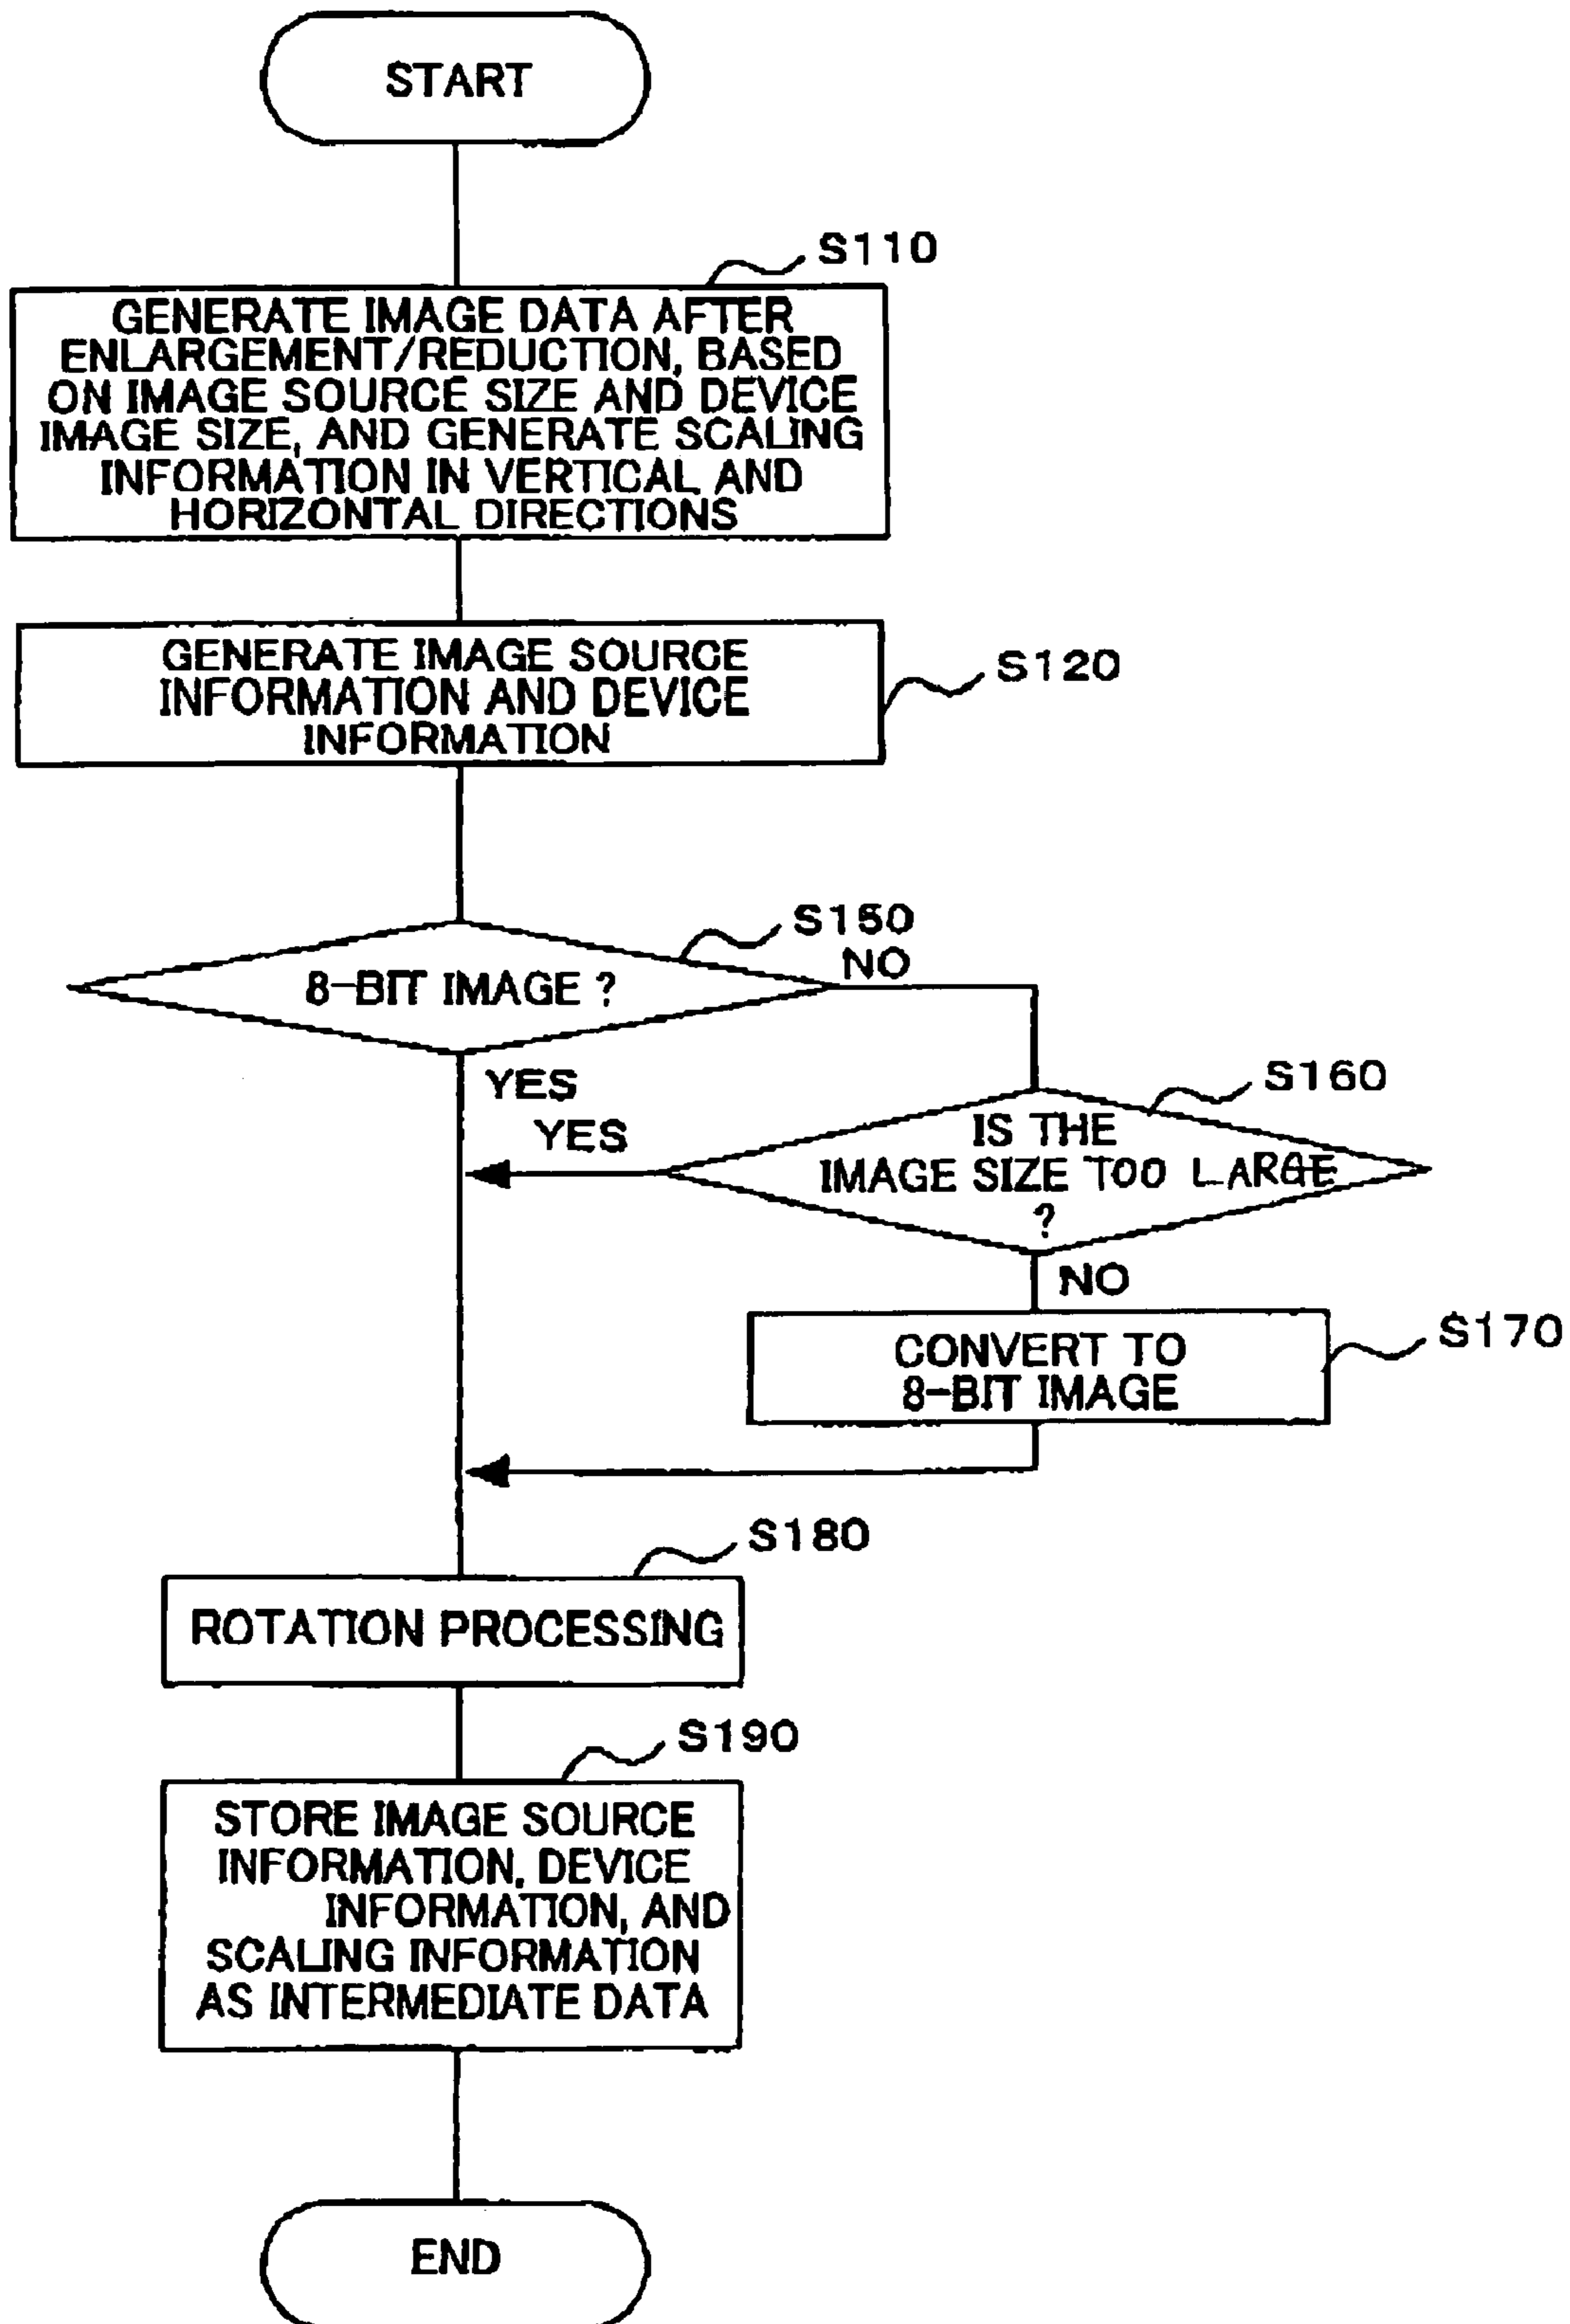 START
S110
GENERATE IMAGE DATA AFTER
ENLARGEMENT/REDUCTION, BASED
ON IMAGE SOURCE SIZE AND DEVICE
IMAGE SIZE, AND GENERATE SCALING
INFORMATION IN VERTICAL AND
HORIZONTAL DIRECTIONS
GENERATE IMAGE SOURCE
INFORMATION AND DEVICE
INFORMATION
S120
S150
8-BIT IMAGE ?
NO
YES
S160
IS THE
IMAGE SIZE TOO LARGE
?
YES
NO
CONVERT TO
8-BIT IMAGE
S170
S180
ROTATION PROCESSING
S190
STORE IMAGE SOURCE
INFORMATION, DEVICE
INFORMATION, AND
SCALING INFORMATION
AS INTERMEDIATE DATA
END